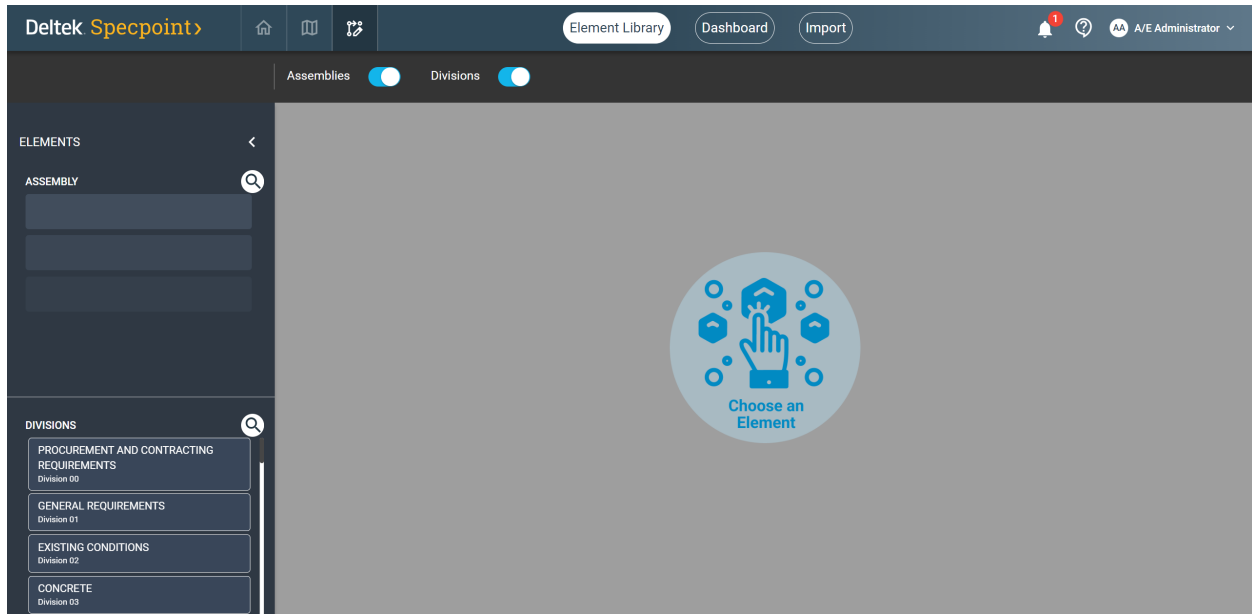 Deltek Specpoint
Element Library
Dashboard
Import
1
AA A/E Administrator
Assemblies
Divisions
ELEMENTS
ASSEMBLY
Choose an
Element
DIVISIONS
PROCUREMENT AND CONTRACTING
REQUIREMENTS
Division 00
GENERAL REQUIREMENTS
Division 01
EXISTING CONDITIONS
Division 02
CONCRETE
Division 03